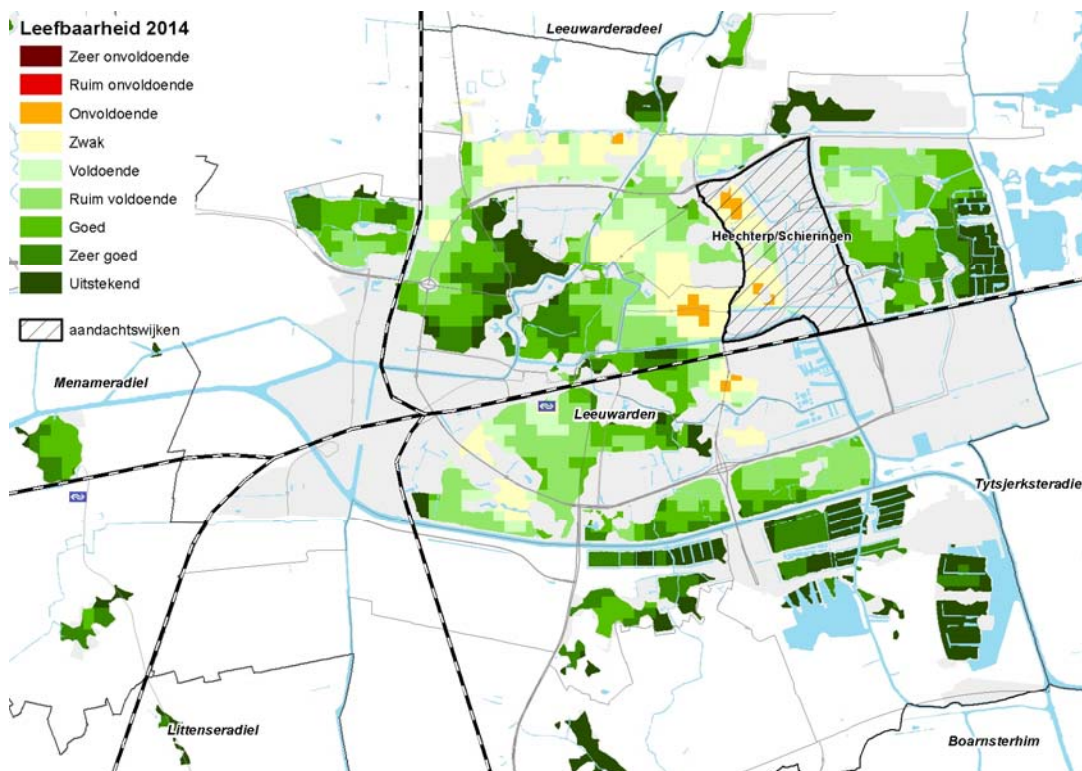 Leefbaarheid 2014
Zeer onvoldoende
Ruim onvoldoende
Onvoldoende
Zwak
Voldoende
Ruim voldoende
Goed
Zeer goed
Uitstekend
aandachtswijken
Leeuwarderadeel
Heechterp/Schieringen
Menameradiel
Leeuwarden
Tytsjerksteradie
Littenseradiel
Boarnsterhim